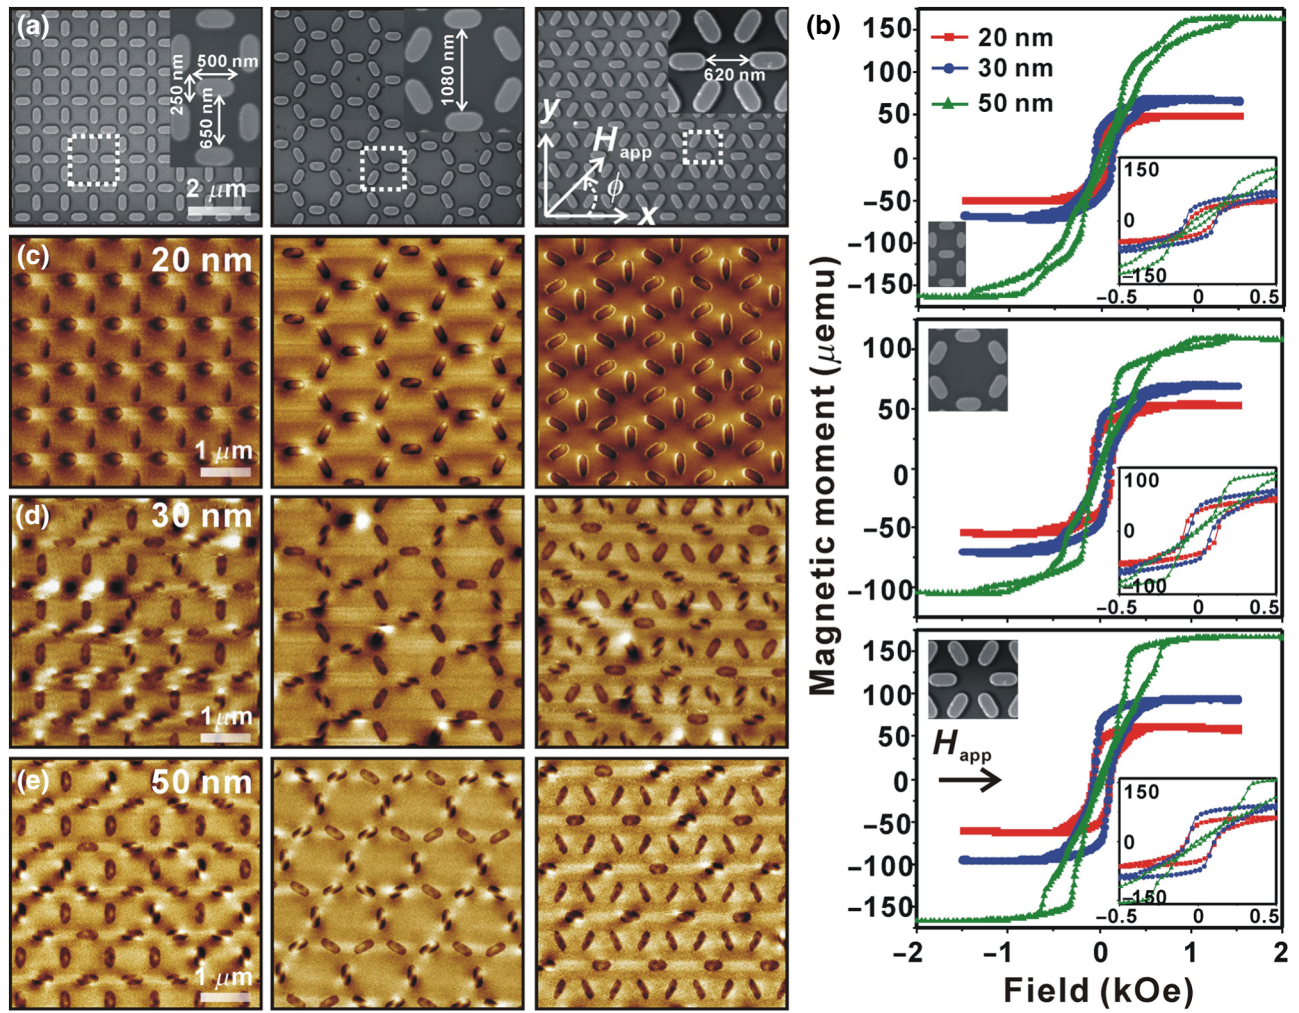 (a)
500 nm
250 nm
650 nm
2 μm
1080 nm
620 nm
y
H app
ϕ
x
(b)
20 nm
30 nm
50 nm
150
100
50
0
−50
−100
−150
150
0
−150
−0.5 0 0.5
100
50
0
−50
−100
100
0
−100
−0.5 0 0.5
150
100
50
0
−50
−100
−150
H app
150
0
−150
−0.5 0 0.5
−2 −1 0 1 2
Magnetic moment (μemu)
Field (kOe)
(c)
20 nm
1 μm
(d)
30 nm
1μm
(e)
50 nm
1 μm